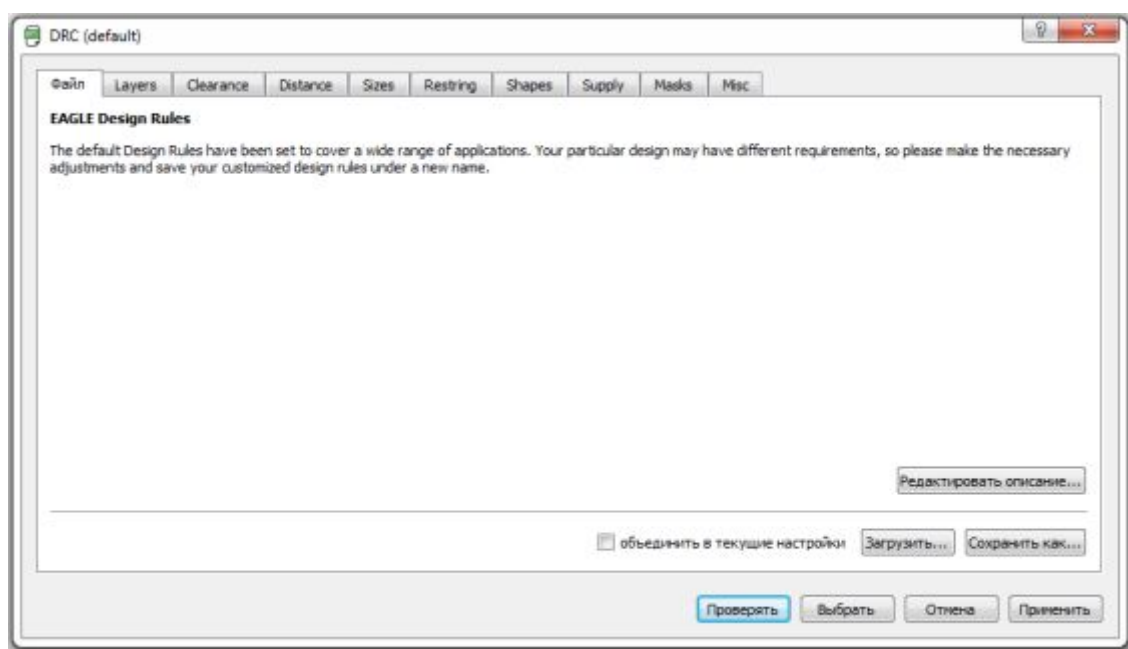 DRC (default)
Файл Layers Clearance Distance Sizes Restring Shapes Supply Masks Misc
EAGLE Design Rules
The default Design Rules have been set to cover a wide range of applications. Your particular design may have different requirements, so please make the necessary
adjustments and save your customized design rules under a new name.
Редактировать описание...
объединить в текущие настройки Загрузить... Сохранить как...
Проверять Выбрать Отмена Применить